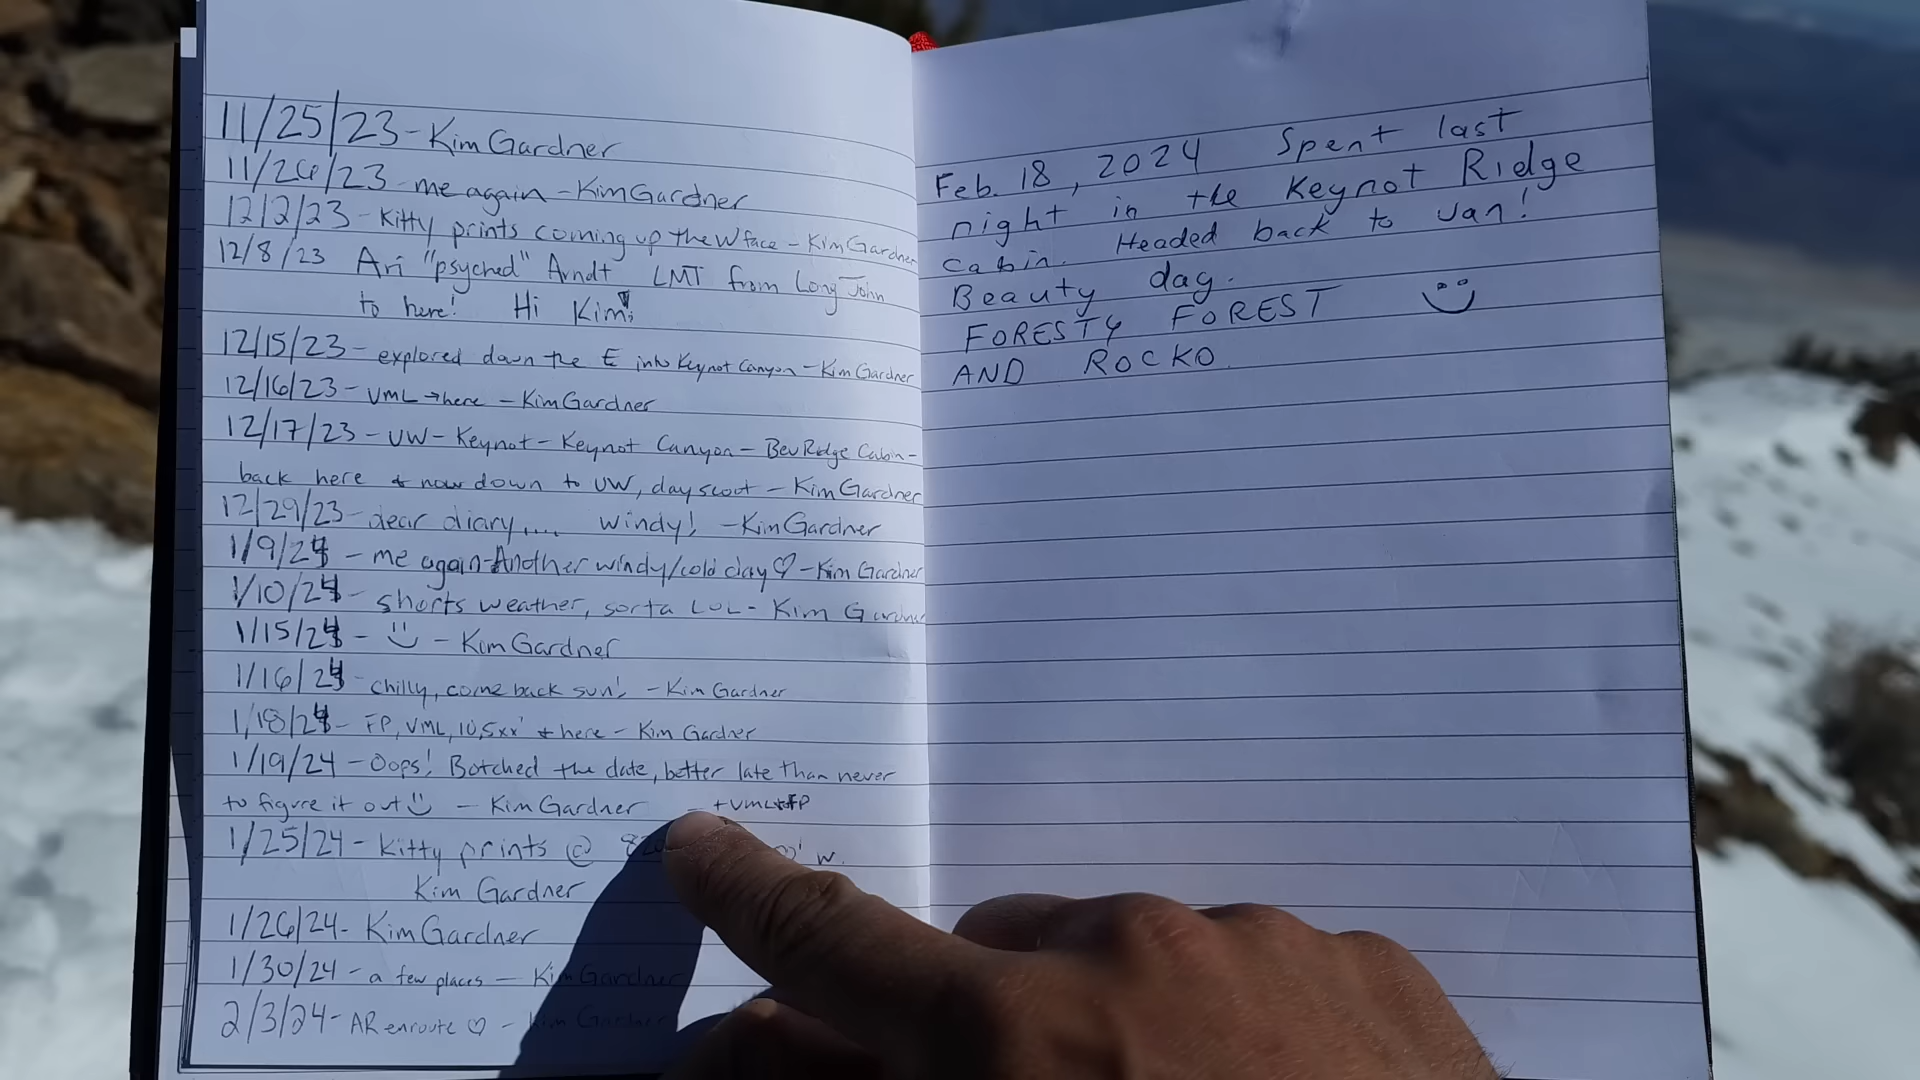 11/25/23 - Kim Gardner
11/26/23 - me again - Kim Gardner
12/2/23 - Kitty prints coming up the W face - Kim Gardner
12/8/23 Ari "psyched" Arndt LMT from Long John
to here! Hi Kim!
12/15/23 - explored down the E into Keynot Canyon - Kim Gardner
12/16/23 - VML → here - Kim Gardner
12/17/23 - UW - Keynot - Keynot Canyon - Bev Ridge Cabin -
back here & now down to UW, day scoot - Kim Gardner
12/29/23 - dear diary.... windy! - Kim Gardner
1/9/24 - me again - Another windy/cold day ♡ - Kim Gardner
1/10/24 - shorts weather, sorta LOL - Kim Gardner
1/15/24 - ☺ - Kim Gardner
1/16/24 - chilly, come back sun! - Kim Gardner
1/18/24 - FP, VML, 10,5xx' & here - Kim Gardner
1/19/24 - Oops! Botched the date, better late than never
to figure it out ☺ - Kim Gardner - + VML & FP
1/25/24 - Kitty prints @ w.
Kim Gardner
1/26/24 - Kim Gardner
1/30/24 - a few places - Kim Gardner
2/3/24 - AR enroute ♡ - Kim Gardner
Feb. 18, 2024 Spent last
night in the Keynot Ridge
cabin. Headed back to van!
Beauty day.
FORESTY FOREST ☺
AND ROCKO